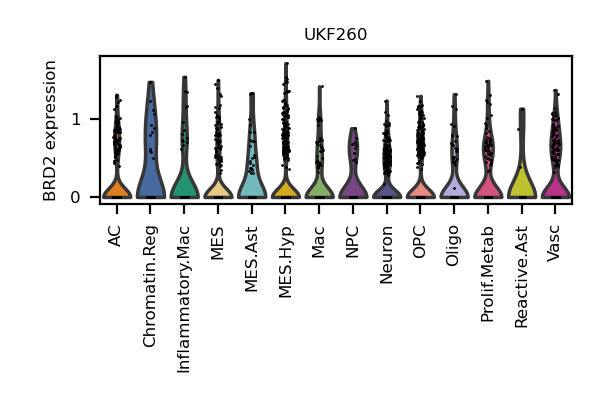 UKF260
BRD2 expression
1
0
AC
Chromatin.Reg
Inflammatory.Mac
MES
MES.Ast
MES.Hyp
Mac
NPC
Neuron
OPC
Oligo
Prolif.Metab
Reactive.Ast
Vasc